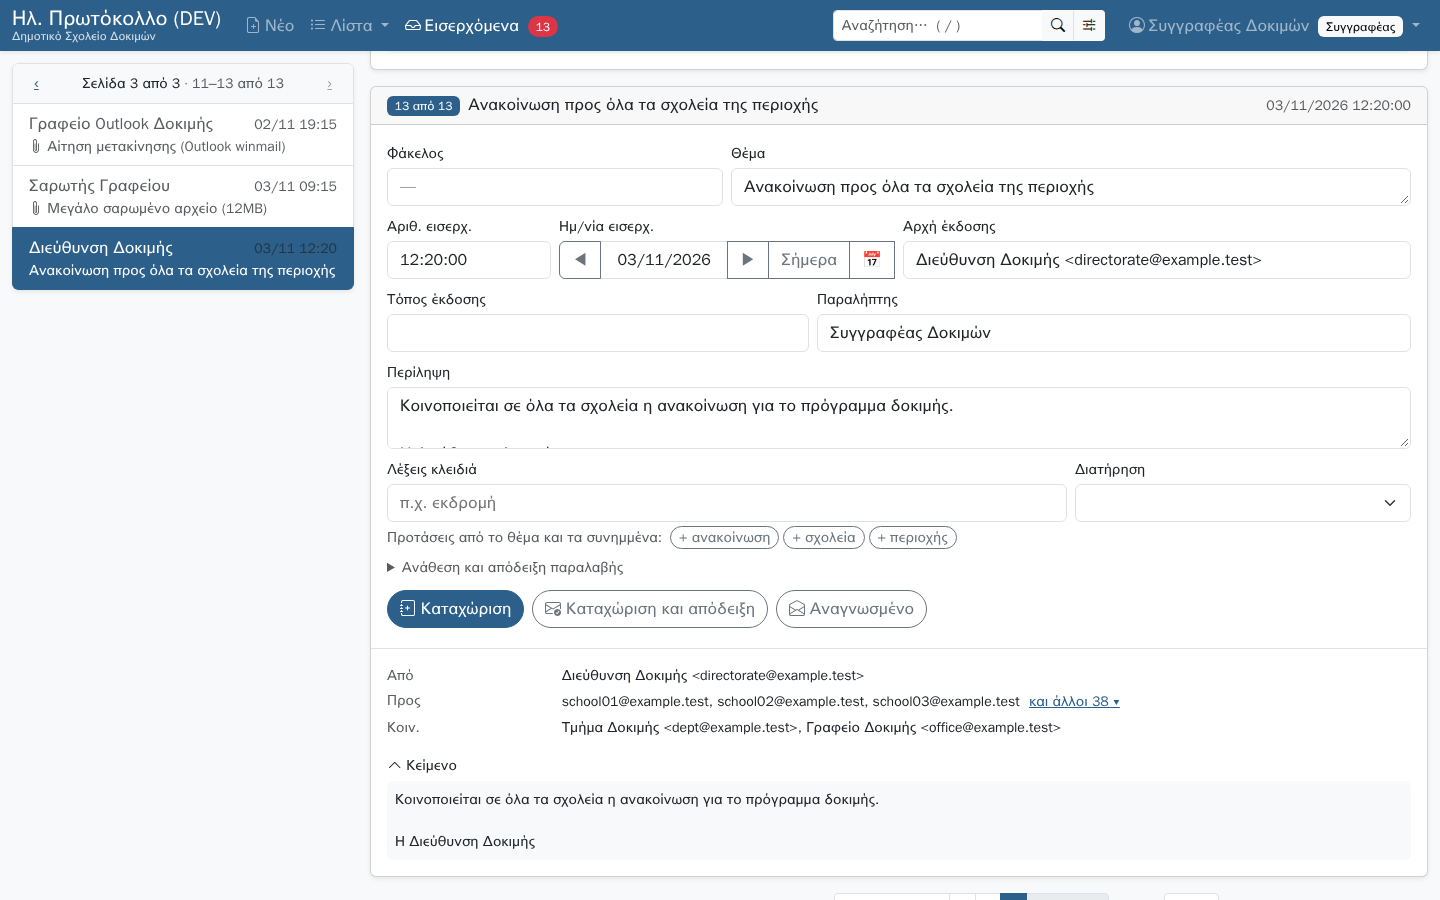 Ηλ. Πρωτόκολλο (DEV)
Δημοτικό Σχολείο Δοκιμών
Νέο
Λίστα
Εισερχόμενα 13
Αναζήτηση… ( / )
Συγγραφέας Δοκιμών Συγγραφέας
‹ Σελίδα 3 από 3 · 11–13 από 13 ›
Γραφείο Outlook Δοκιμής 02/11 19:15
Αίτηση μετακίνησης (Outlook winmail)
Σαρωτής Γραφείου 03/11 09:15
Μεγάλο σαρωμένο αρχείο (12MB)
Διεύθυνση Δοκιμής 03/11 12:20
Ανακοίνωση προς όλα τα σχολεία της περιοχής
13 από 13 Ανακοίνωση προς όλα τα σχολεία της περιοχής 03/11/2026 12:20:00
Φάκελος Θέμα
— Ανακοίνωση προς όλα τα σχολεία της περιοχής
Αριθ. εισερχ. Ημ/νία εισερχ. Αρχή έκδοσης
12:20:00 03/11/2026 Σήμερα Διεύθυνση Δοκιμής <directorate@example.test>
Τόπος έκδοσης Παραλήπτης
Συγγραφέας Δοκιμών
Περίληψη
Κοινοποιείται σε όλα τα σχολεία η ανακοίνωση για το πρόγραμμα δοκιμής.
Λέξεις κλειδιά Διατήρηση
π.χ. εκδρομή
Προτάσεις από το θέμα και τα συνημμένα: + ανακοίνωση + σχολεία + περιοχής
Ανάθεση και απόδειξη παραλαβής
Καταχώριση Καταχώριση και απόδειξη Αναγνωσμένο
Από Διεύθυνση Δοκιμής <directorate@example.test>
Προς school01@example.test, school02@example.test, school03@example.test και άλλοι 38 ▾
Κοιν. Τμήμα Δοκιμής <dept@example.test>, Γραφείο Δοκιμής <office@example.test>
Κείμενο
Κοινοποιείται σε όλα τα σχολεία η ανακοίνωση για το πρόγραμμα δοκιμής.
Η Διεύθυνση Δοκιμής